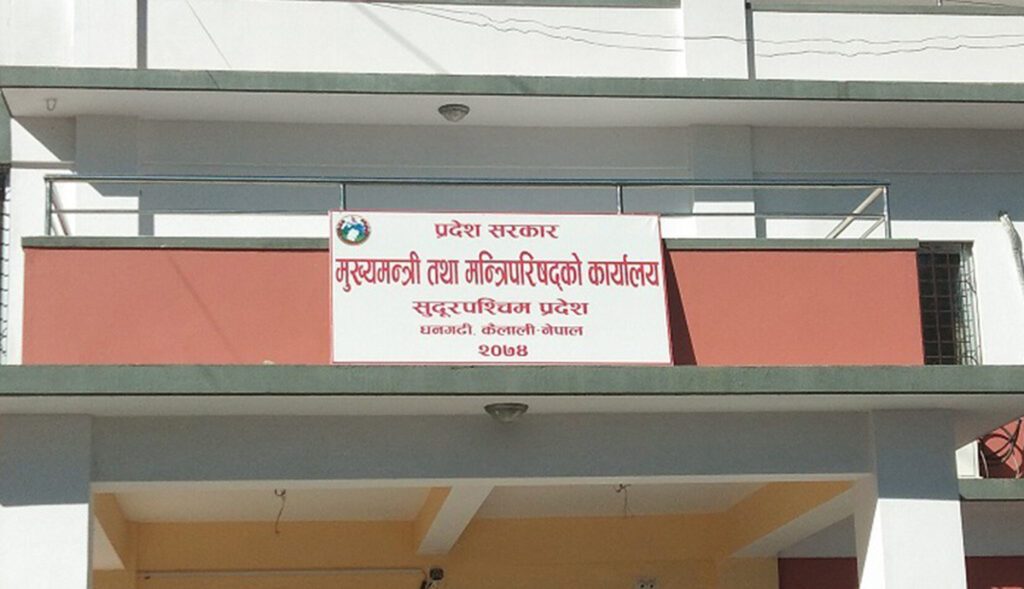 प्रदेश सरकार
मुख्यमन्त्री तथा मन्त्रिपरिषद्को कार्यालय
सुदूरपश्चिम प्रदेश
धनगढी, कैलाली-नेपाल
२०७४